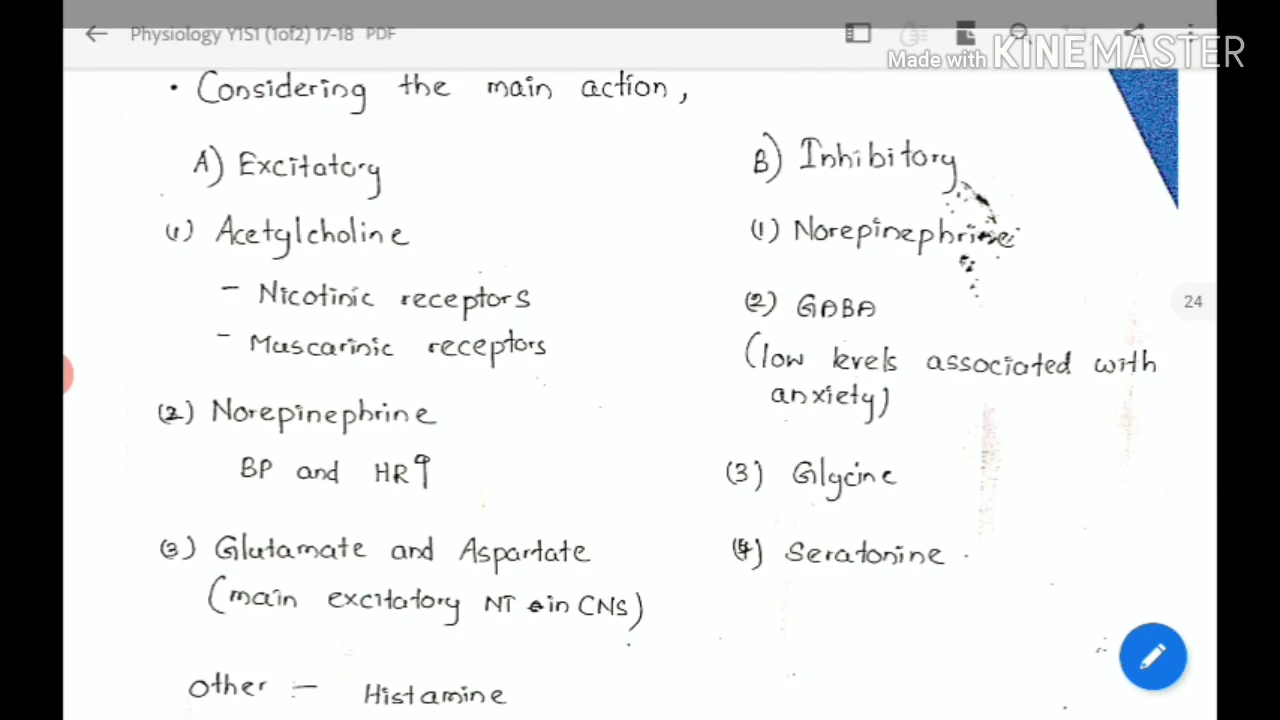 Physiology Y1S1 (1of2) 17-18 PDF
Made with KINEMASTER
• Considering the main action,
A) Excitatory
(1) Acetylcholine
– Nicotinic receptors
– Muscarinic receptors
(2) Norepinephrine
BP and HR↑
(3) Glutamate and Aspartate
(main excitatory NT in CNS)
Other :– Histamine
B) Inhibitory
(1) Norepinephrine
(2) GABA
(low levels associated with
anxiety)
(3) Glycine
(4) Seratonine
24